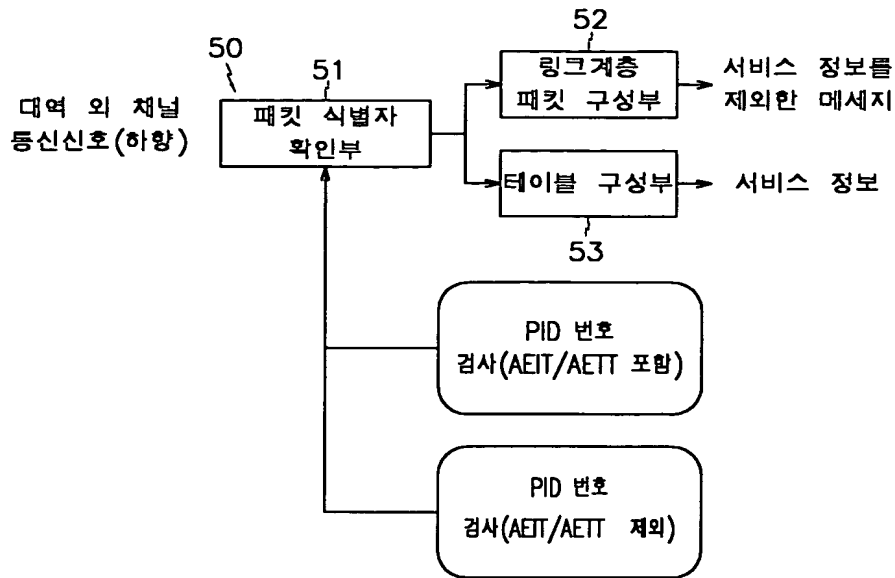 50
51
52
대역 외 채널
통신신호(하향)
패킷 식별자
확인부
링크계층
패킷 구성부
서비스 정보를
제외한 메세지
테이블 구성부
서비스 정보
53
PID 번호
검사(AEIT/AETT 포함)
PID 번호
검사(AEIT/AETT 제외)